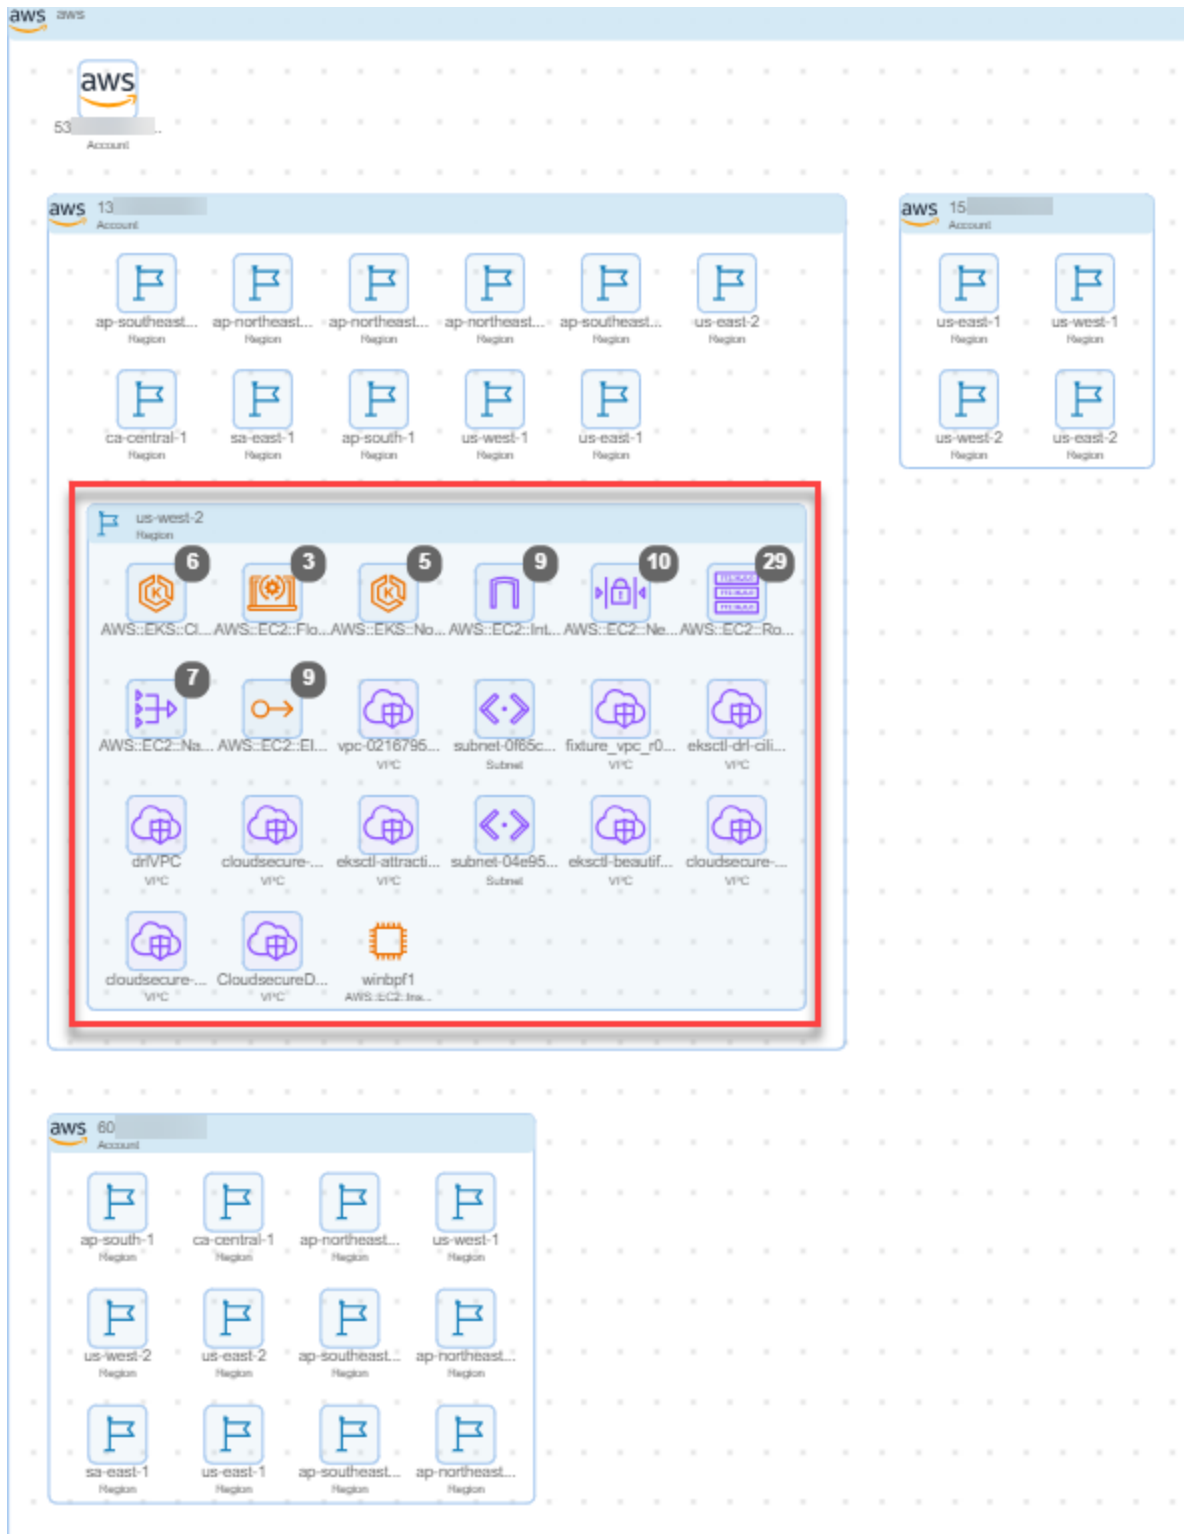 aws aws
aws
53 ...
Account
aws 13
Account
aws 15
Account
ap-southeast... ap-northeast... ap-northeast... ap-northeast... ap-southeast... us-east-2
Region Region Region Region Region Region
us-east-1 us-west-1
Region Region
ca-central-1 sa-east-1 ap-south-1 us-west-1 us-east-1
Region Region Region Region Region
us-west-2 us-east-2
Region Region
us-west-2
Region
6 3 5 9 10 29
AWS::EKS::Cl... AWS::EC2::Flo... AWS::EKS::No... AWS::EC2::Int... AWS::EC2::Ne... AWS::EC2::Ro...
7 9
AWS::EC2::Na... AWS::EC2::El... vpc-0216795... subnet-0f65c... fixture_vpc_r0... eksctl-drl-cili...
VPC Subnet VPC VPC
drlVPC cloudsecure-... eksctl-attracti... subnet-04e95... eksctl-beautif... cloudsecure-...
VPC VPC VPC Subnet VPC VPC
cloudsecure-... CloudsecureD... winbpf1
VPC VPC AWS::EC2::Ins...
aws 60
Account
ap-south-1 ca-central-1 ap-northeast... us-west-1
Region Region Region Region
us-west-2 us-east-2 ap-southeast... ap-northeast...
Region Region Region Region
sa-east-1 us-east-1 ap-southeast... ap-northeast...
Region Region Region Region